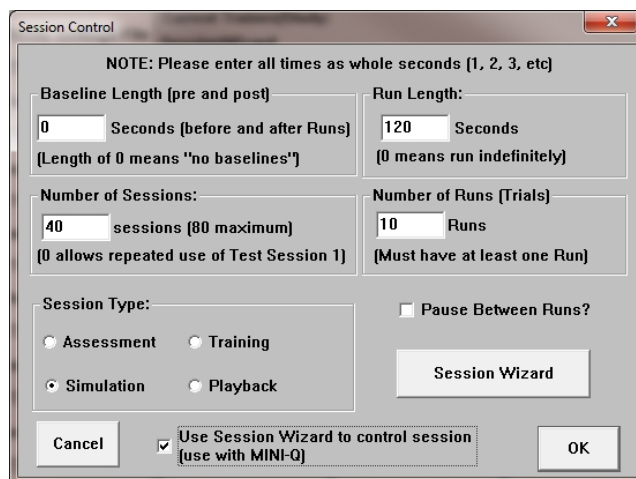 Session Control
NOTE: Please enter all times as whole seconds (1, 2, 3, etc)
Baseline Length (pre and post)
0 Seconds (before and after Runs)
(Length of 0 means "no baselines")
Run Length:
120 Seconds
(0 means run indefinitely)
Number of Sessions:
40 sessions (80 maximum)
(0 allows repeated use of Test Session 1)
Number of Runs (Trials)
10 Runs
(Must have at least one Run)
Session Type:
Assessment
Training
Simulation
Playback
Pause Between Runs?
Session Wizard
Cancel
Use Session Wizard to control session
(use with MINI-Q)
OK